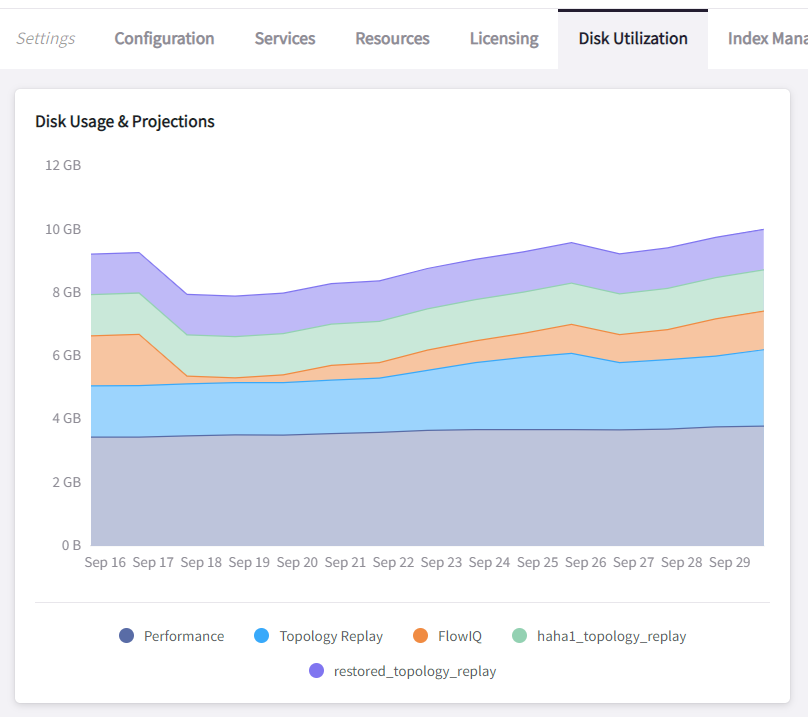 Settings Configuration Services Resources Licensing Disk Utilization Index Mana
Disk Usage & Projections
12 GB
10 GB
8 GB
6 GB
4 GB
2 GB
0 B
Sep 16 Sep 17 Sep 18 Sep 19 Sep 20 Sep 21 Sep 22 Sep 23 Sep 24 Sep 25 Sep 26 Sep 27 Sep 28 Sep 29
Performance Topology Replay FlowIQ haha1_topology_replay
restored_topology_replay